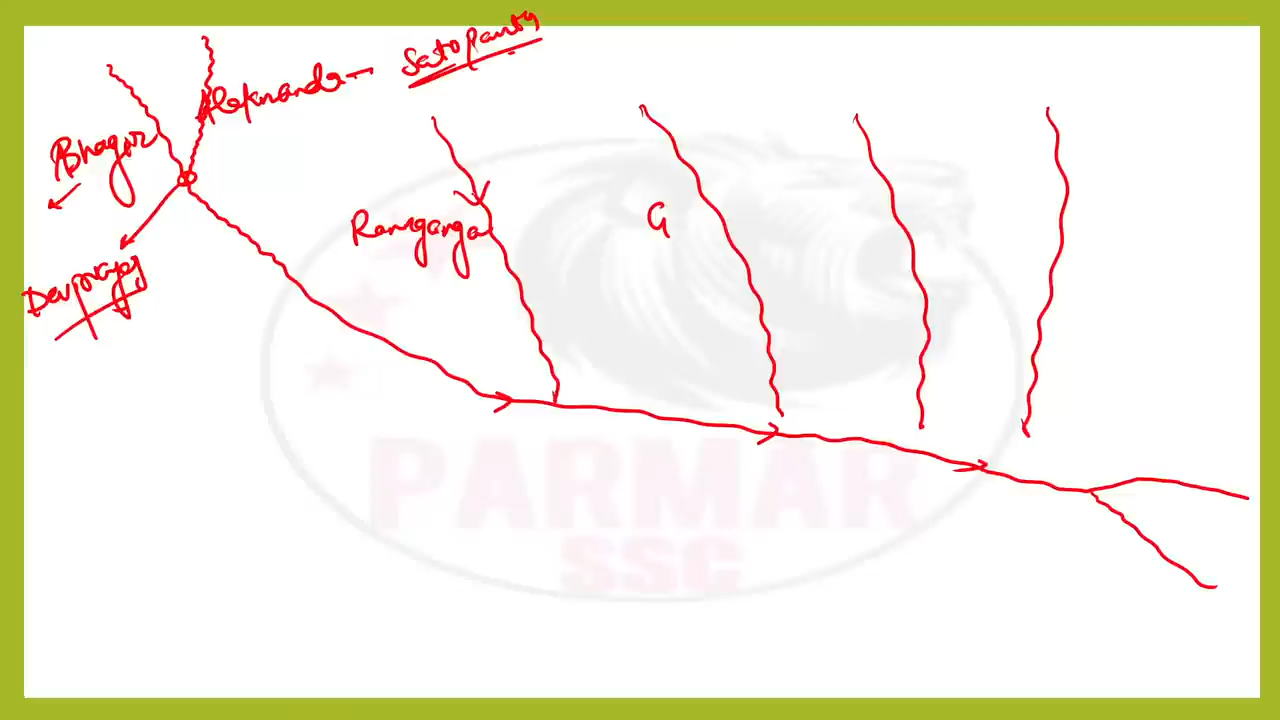 Satopanth
Alaknanda
Bhagir
Devprayag
Ramganga
G
PARMAR
SSC